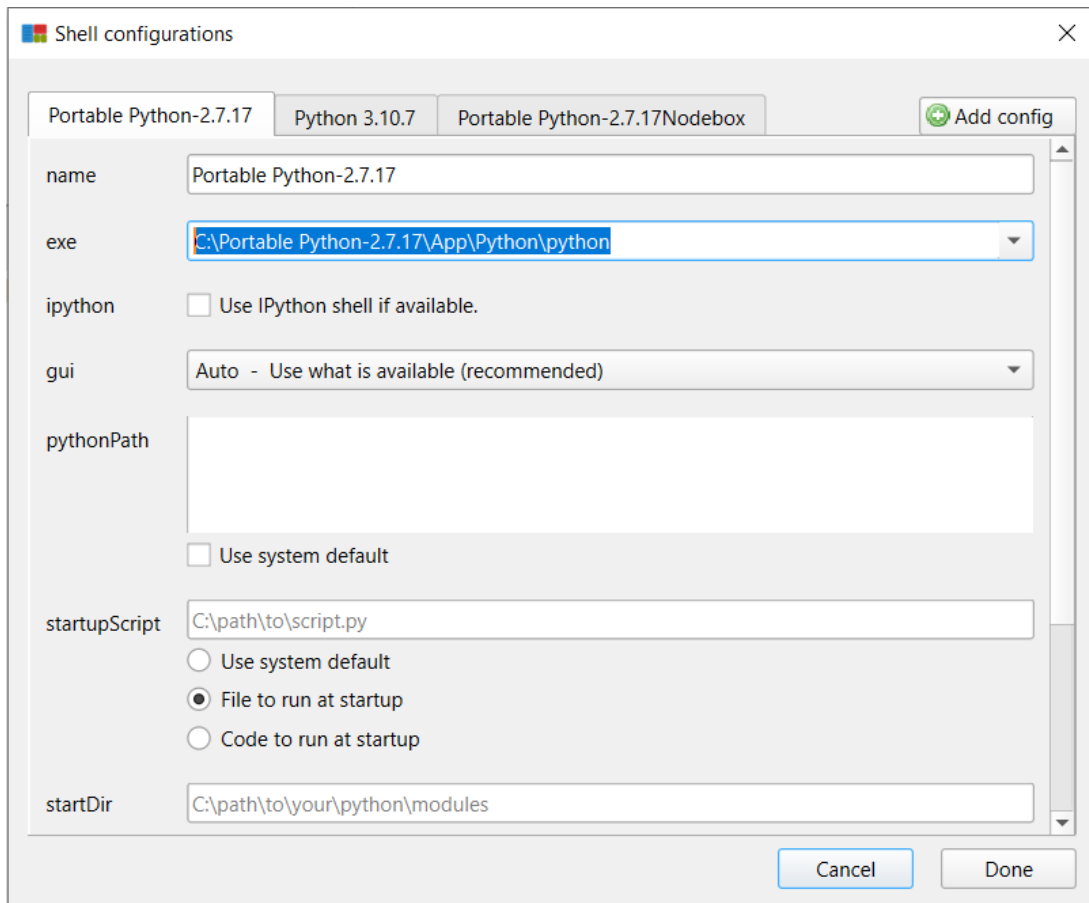 Shell configurations
Portable Python-2.7.17
Python 3.10.7
Portable Python-2.7.17Nodebox
Add config
name
Portable Python-2.7.17
exe
C:\Portable Python-2.7.17\App\Python\python
ipython
Use IPython shell if available.
gui
Auto  -  Use what is available (recommended)
pythonPath
Use system default
startupScript
C:\path\to\script.py
Use system default
File to run at startup
Code to run at startup
startDir
C:\path\to\your\python\modules
Cancel
Done